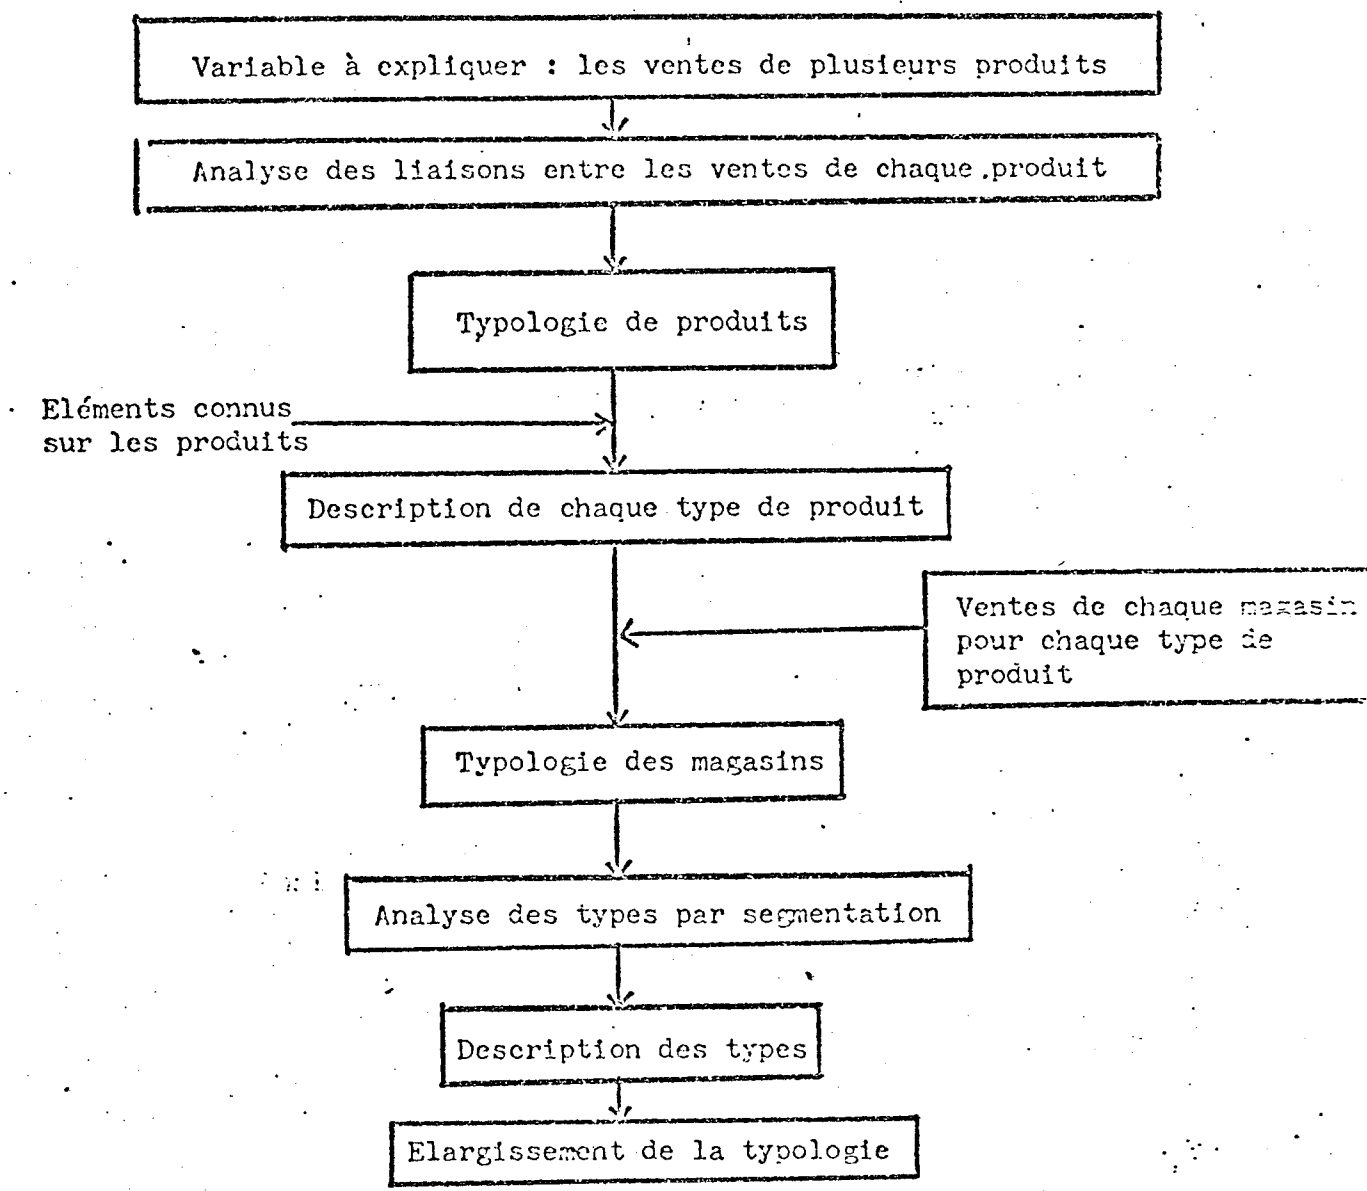 Variable à expliquer : les ventes de plusieurs produits
Analyse des liaisons entre les ventes de chaque produit
Typologie de produits
Eléments connus
sur les produits
Description de chaque type de produit
Ventes de chaque magasin
pour chaque type de
produit
Typologie des magasins
Analyse des types par segmentation
Description des types
Elargissement de la typologie